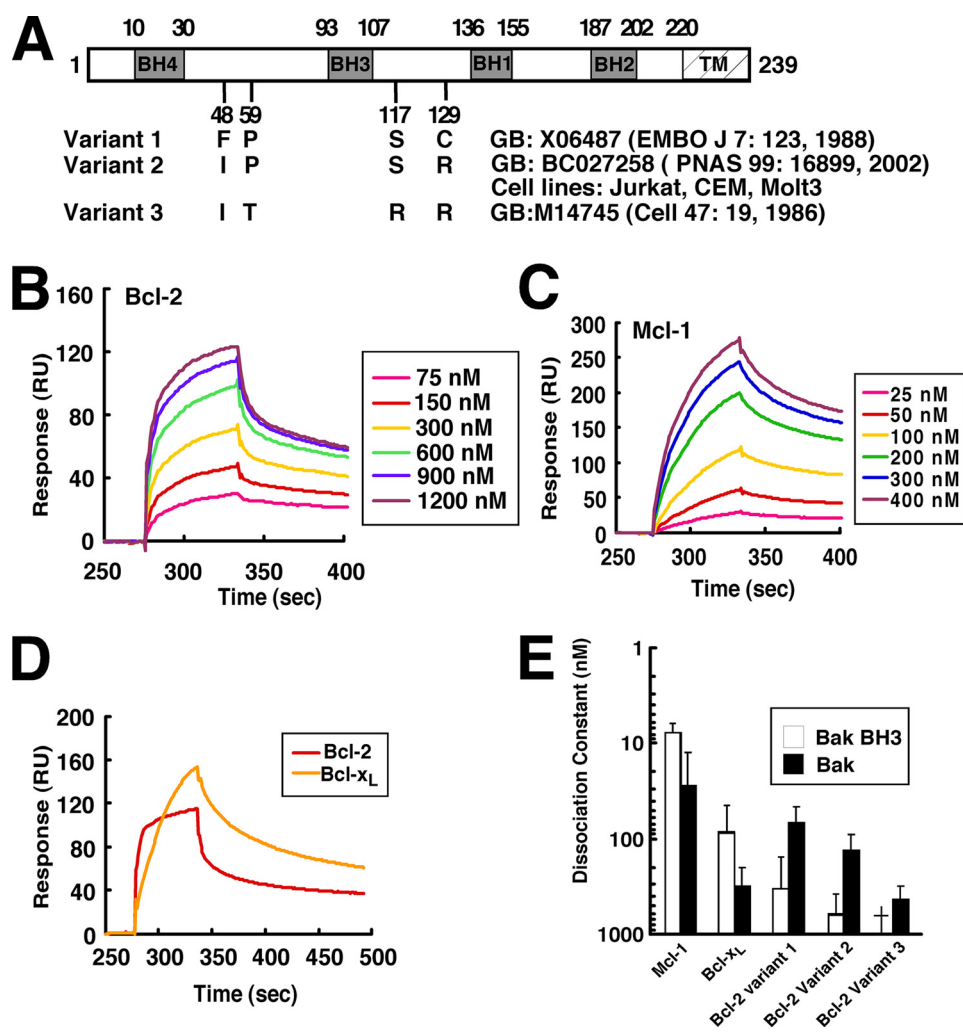 A
10 30 93 107 136 155 187 202 220
1 BH4 BH3 BH1 BH2 TM 239
48 59 117 129
Variant 1 F P S C GB: X06487 (EMBO J 7: 123, 1988)
Variant 2 I P S R GB: BC027258 ( PNAS 99: 16899, 2002)
Cell lines: Jurkat, CEM, Molt3
Variant 3 I T R R GB:M14745 (Cell 47: 19, 1986)
B
Bcl-2
Response (RU)
160
120
80
40
0
250 300 350 400
Time (sec)
75 nM
150 nM
300 nM
600 nM
900 nM
1200 nM
C
Mcl-1
Response (RU)
300
250
200
150
100
50
0
250 300 350 400
Time (sec)
25 nM
50 nM
100 nM
200 nM
300 nM
400 nM
D
Response (RU)
200
160
120
80
40
0
250 300 350 400 450 500
Time (sec)
Bcl-2
Bcl-xL
E
Dissociation Constant (nM)
1
10
100
1000
Bak BH3
Bak
Mcl-1
Bcl-xL
Bcl-2 variant 1
Bcl-2 Variant 2
Bcl-2 Variant 3